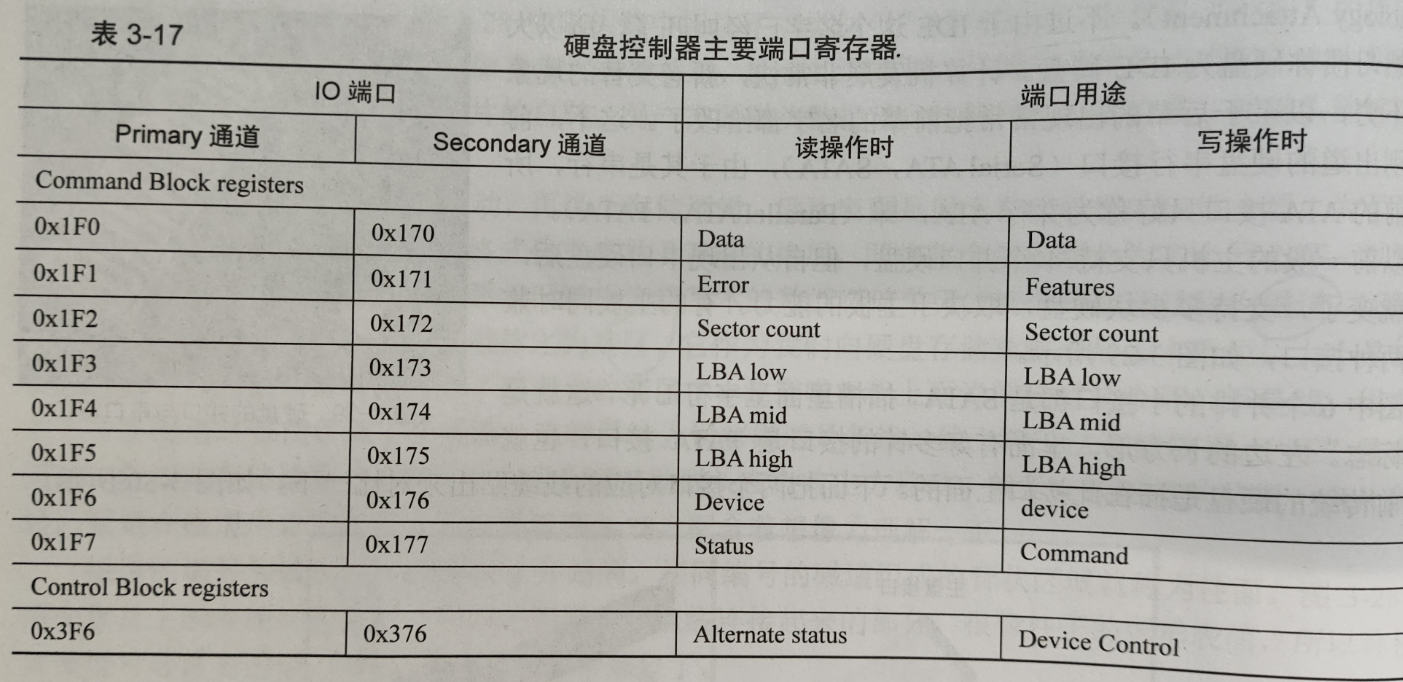 表 3-17
硬盘控制器主要端口寄存器.
IO 端口 端口用途
Primary 通道 Secondary 通道 读操作时 写操作时
Command Block registers
0x1F0 0x170 Data Data
0x1F1 0x171 Error Features
0x1F2 0x172 Sector count Sector count
0x1F3 0x173 LBA low LBA low
0x1F4 0x174 LBA mid LBA mid
0x1F5 0x175 LBA high LBA high
0x1F6 0x176 Device device
0x1F7 0x177 Status Command
Control Block registers
0x3F6 0x376 Alternate status Device Control